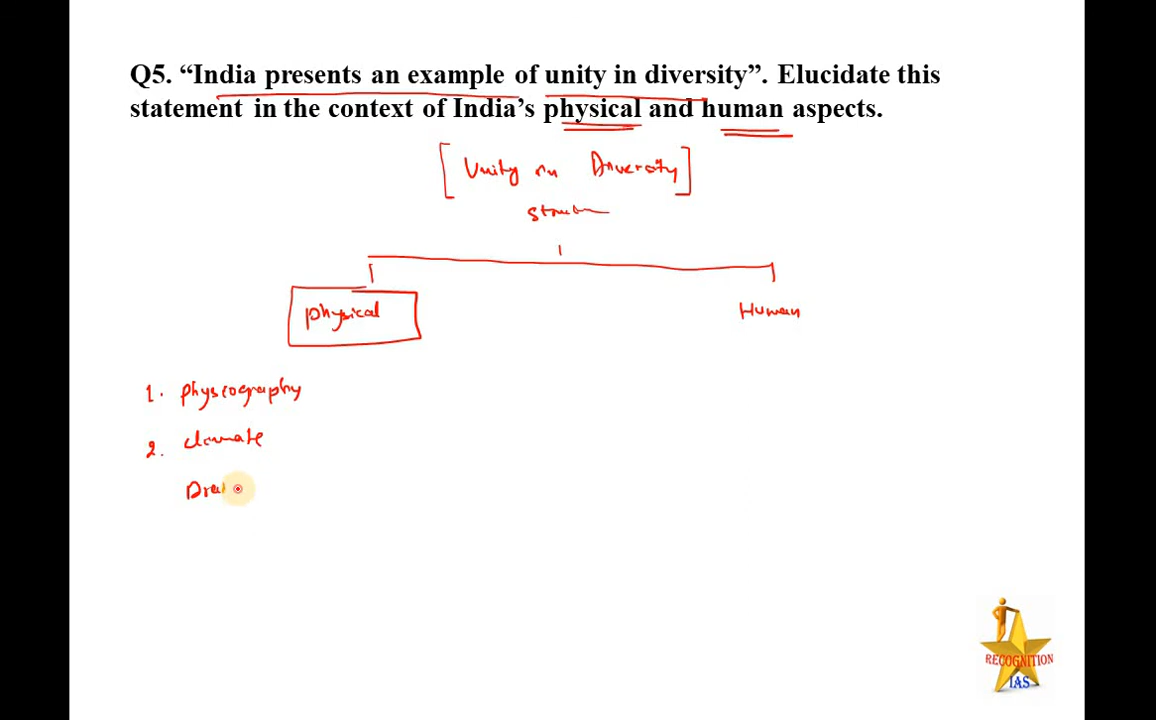 Q5. “India presents an example of unity in diversity”. Elucidate this
statement in the context of India’s physical and human aspects.
[Unity in Diversity]
physical
Human
1. physiography
2. climate
RECOGNITION
IAS